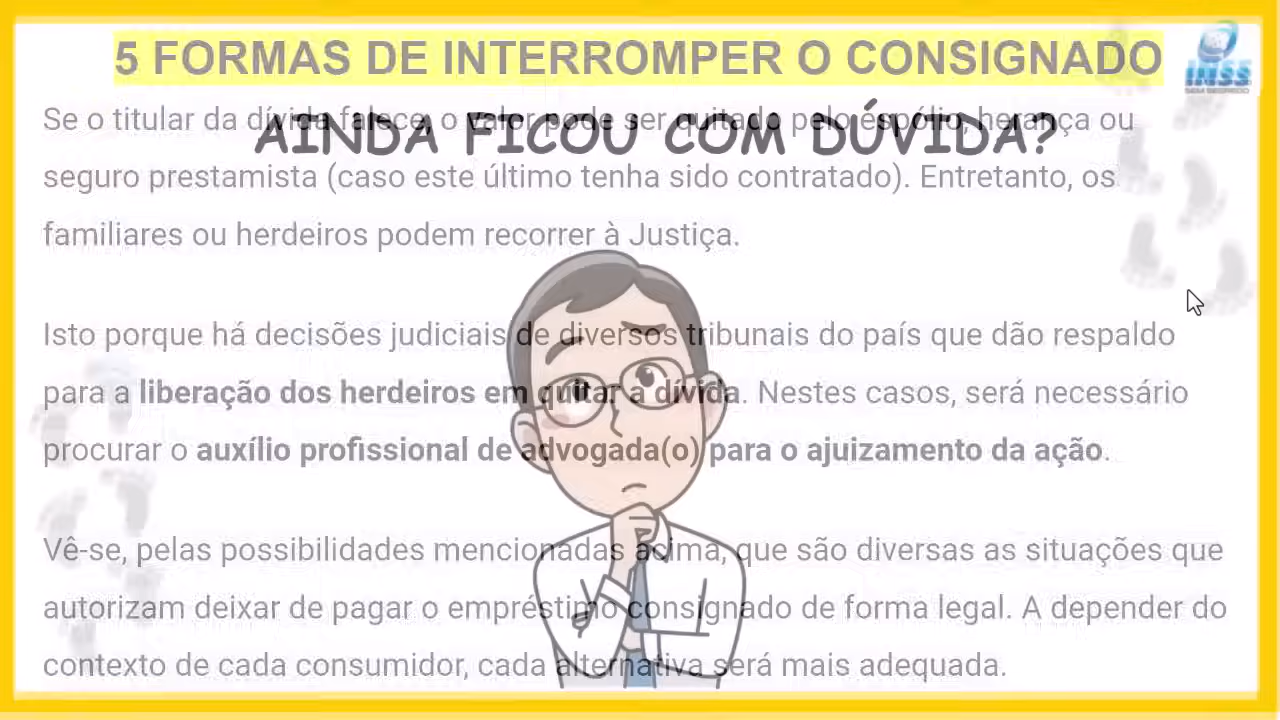 5 FORMAS DE INTERROMPER O CONSIGNADO
INSS
SEM SEGREDO
Se o titular da dívida falece, o valor pode ser quitado pelo espólio, herança ou
AINDA FICOU COM DÚVIDA?
seguro prestamista (caso este último tenha sido contratado). Entretanto, os
familiares ou herdeiros podem recorrer à Justiça.
Isto porque há decisões judiciais de diversos tribunais do país que dão respaldo
para a liberação dos herdeiros em quitar a dívida. Nestes casos, será necessário
procurar o auxílio profissional de advogada(o) para o ajuizamento da ação.
Vê-se, pelas possibilidades mencionadas acima, que são diversas as situações que
autorizam deixar de pagar o empréstimo consignado de forma legal. A depender do
contexto de cada consumidor, cada alternativa será mais adequada.